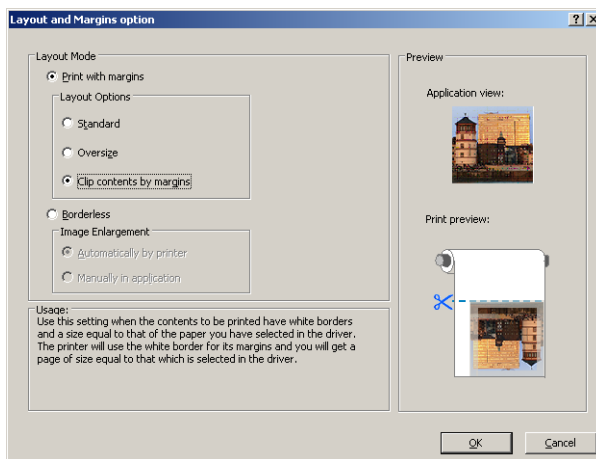 Layout and Margins option
Layout Mode
Print with margins
Layout Options
Standard
Oversize
Clip contents by margins
Borderless
Image Enlargement
Automatically by printer
Manually in application
Usage:
Use this setting when the contents to be printed have white borders
and a size equal to that of the paper you have selected in the driver.
The printer will use the white border for its margins and you will get a
page of size equal to that which is selected in the driver.
Preview
Application view:
Print preview:
OK
Cancel